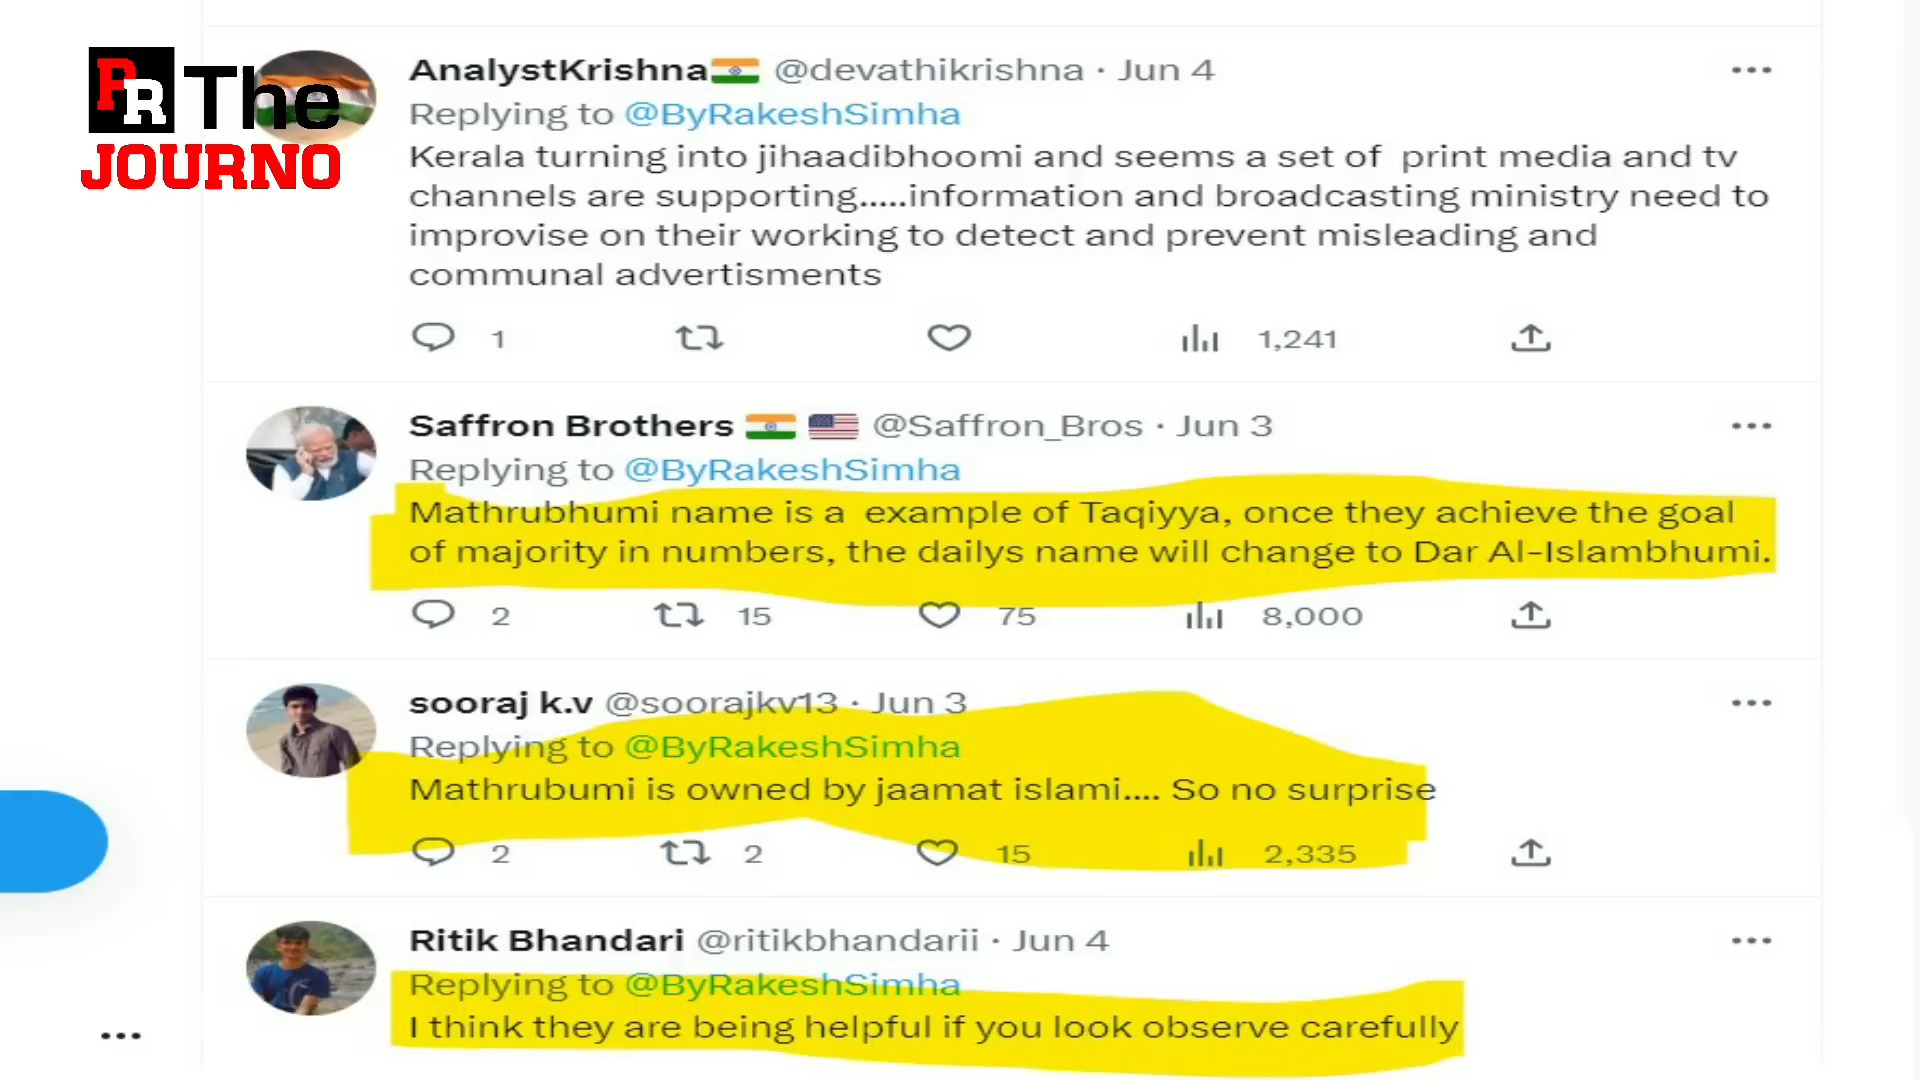 PR The
JOURNO
AnalystKrishna @devathikrishna · Jun 4
Replying to @ByRakeshSimha
Kerala turning into jihaadibhoomi and seems a set of print media and tv
channels are supporting.....information and broadcasting ministry need to
improvise on their working to detect and prevent misleading and
communal advertisments
1 1,241
Saffron Brothers @Saffron_Bros · Jun 3
Replying to @ByRakeshSimha
Mathrubhumi name is a example of Taqiyya, once they achieve the goal
of majority in numbers, the dailys name will change to Dar Al-Islambhumi.
2 15 75 8,000
sooraj k.v @soorajkv13 · Jun 3
Replying to @ByRakeshSimha
Mathrubumi is owned by jaamat islami.... So no surprise
2 2 15 2,335
Ritik Bhandari @ritikbhandarii · Jun 4
Replying to @ByRakeshSimha
I think they are being helpful if you look observe carefully